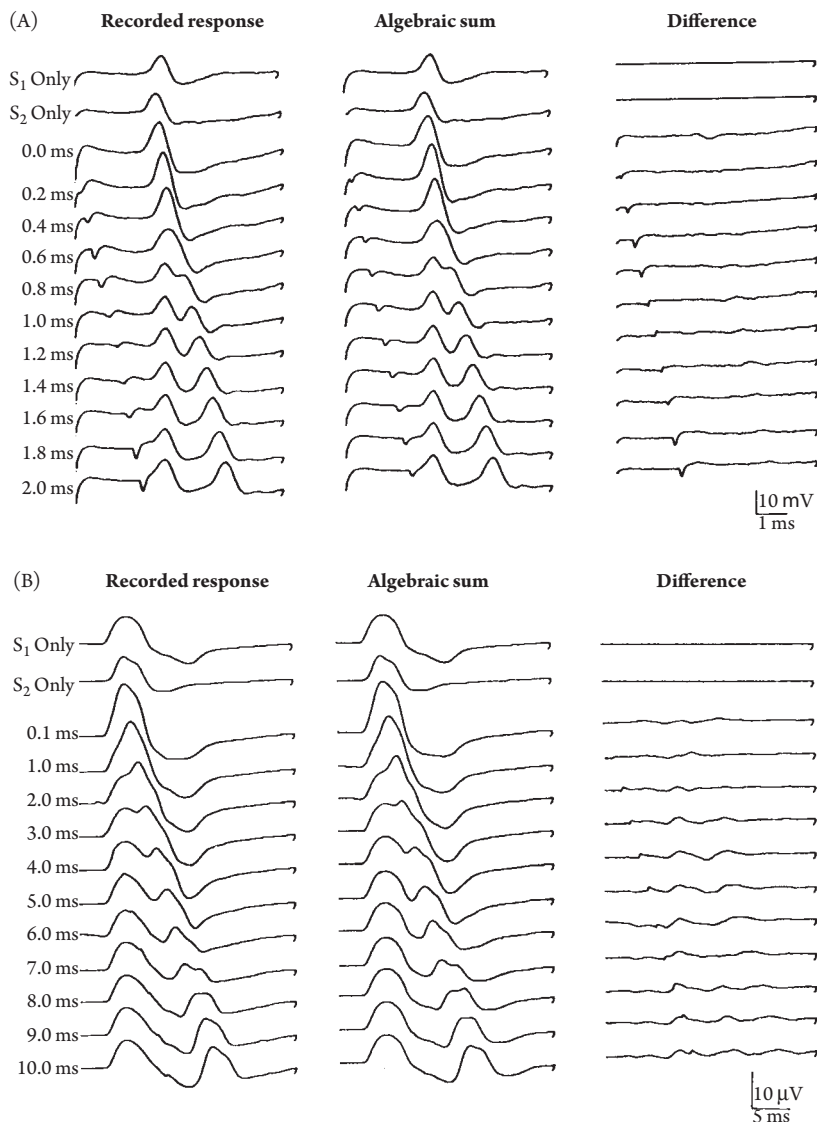 (A) Recorded response Algebraic sum Difference
S₁ Only
S₂ Only
0.0 ms
0.2 ms
0.4 ms
0.6 ms
0.8 ms
1.0 ms
1.2 ms
1.4 ms
1.6 ms
1.8 ms
2.0 ms
10 mV
1 ms
(B) Recorded response Algebraic sum Difference
S₁ Only
S₂ Only
0.1 ms
1.0 ms
2.0 ms
3.0 ms
4.0 ms
5.0 ms
6.0 ms
7.0 ms
8.0 ms
9.0 ms
10.0 ms
10 μV
5 ms